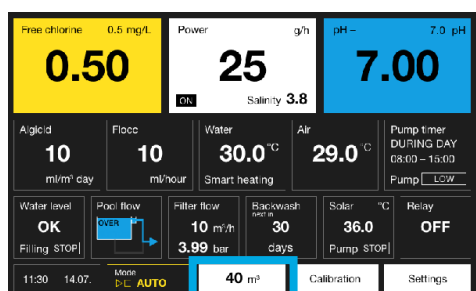 Free chlorine 0.5 mg/L
0.50
Power g/h
25
ON Salinity 3.8
pH – 7.0 pH
7.00
Algicid
10
ml/m³ day
Flocc
10
ml/hour
Water
30.0 °C
Smart heating
Air
29.0 °C
Pump timer
DURING DAY
08:00 – 15:00
Pump LOW
Water level
OK
Filling STOP
Pool flow
OVER
Filter flow
10 m³/h
3.99 bar
Backwash
next in
30
days
Solar °C
36.0
Pump STOP
Relay
OFF
11:30 14.07.
Mode
AUTO
40 m³
Calibration
Settings